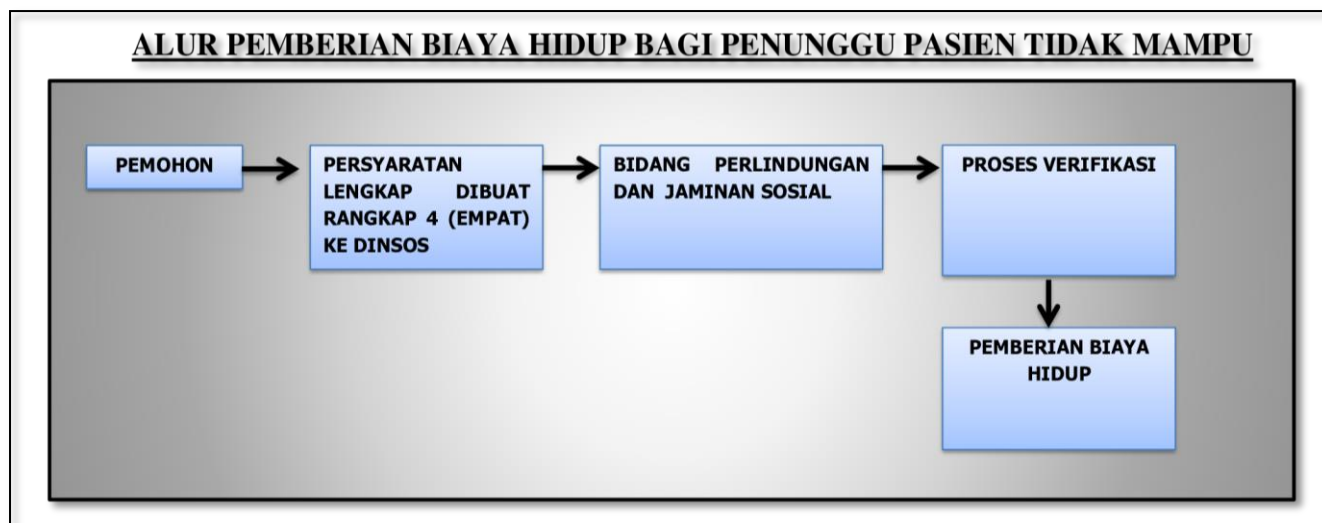 ALUR PEMBERIAN BIAYA HIDUP BAGI PENUNGGU PASIEN TIDAK MAMPU
PEMOHON
PERSYARATAN
LENGKAP DIBUAT
RANGKAP 4 (EMPAT)
KE DINSOS
BIDANG PERLINDUNGAN
DAN JAMINAN SOSIAL
PROSES VERIFIKASI
PEMBERIAN BIAYA
HIDUP